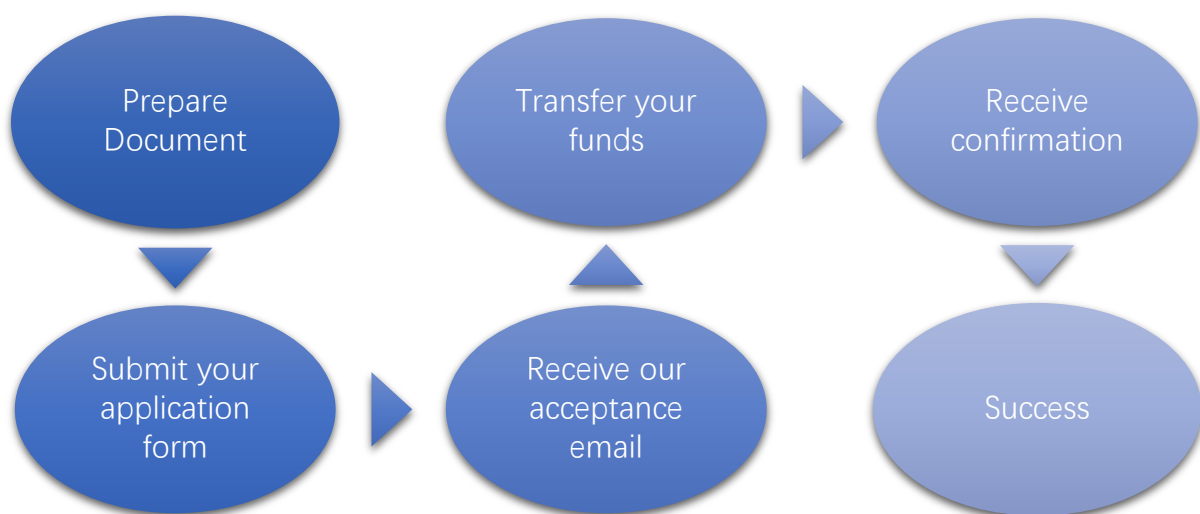 Prepare
Document
Submit your
application
form
Receive our
acceptance
email
Transfer your
funds
Receive
confirmation
Success